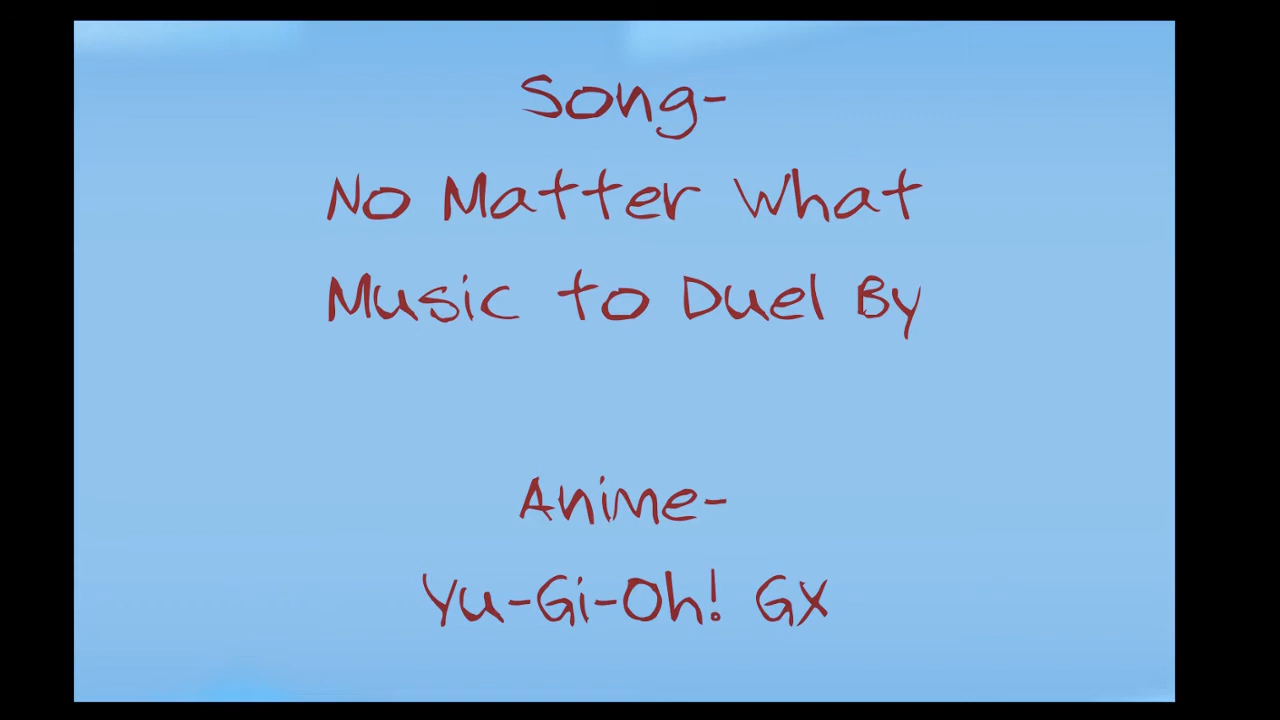 Song-
No Matter What
Music to Duel By
Anime-
Yu-Gi-Oh! GX